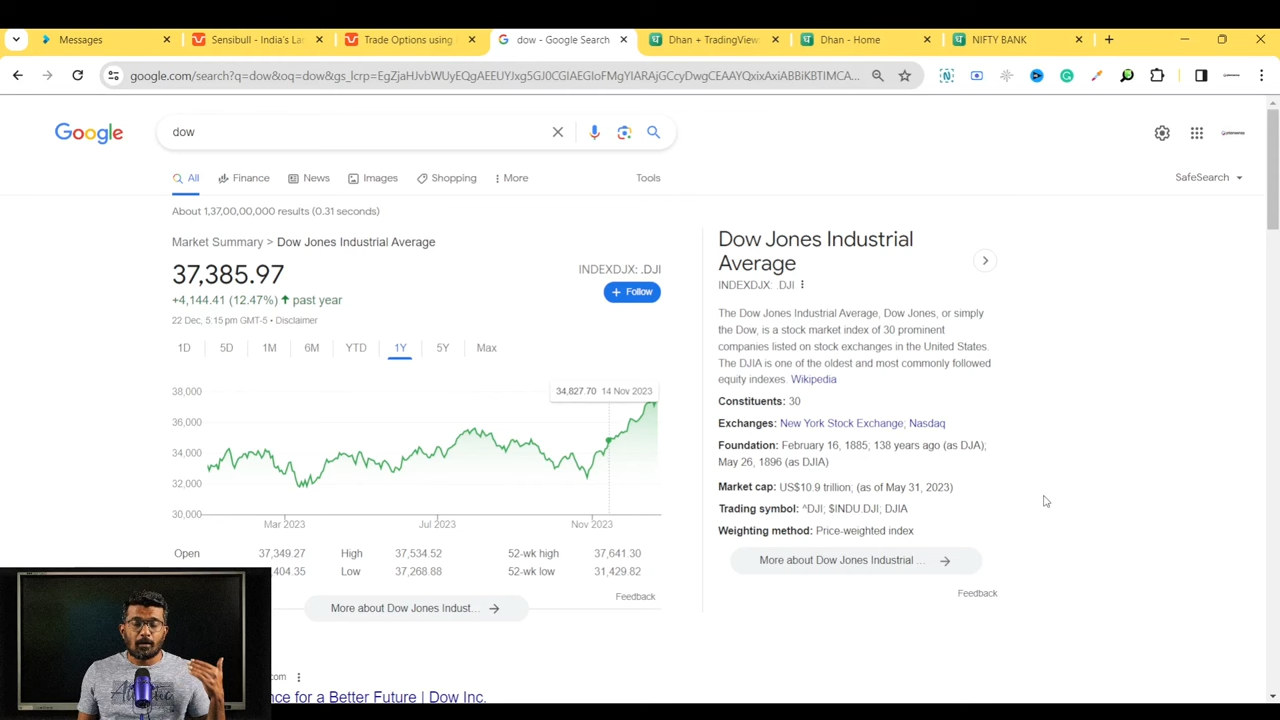 Messages
Sensibull - India's La
Trade Options using
dow - Google Search
Dhan + TradingView
Dhan - Home
NIFTY BANK
google.com/search?q=dow&oq=dow&gs_lcrp=EgZjaHJvbWUyEQgAEEUYJxg5GJ0CGIAEGIoFMgYIARAjGCcyDwgCEAAYQxixAxiABBiKBTIMCA...
Google
dow
All
Finance
News
Images
Shopping
More
Tools
SafeSearch
About 1,37,00,00,000 results (0.31 seconds)
Market Summary > Dow Jones Industrial Average
37,385.97
INDEXDJX: .DJI
+ Follow
+4,144.41 (12.47%) ↑ past year
22 Dec, 5:15 pm GMT-5 • Disclaimer
1D
5D
1M
6M
YTD
1Y
5Y
Max
34,827.70 14 Nov 2023
38,000
36,000
34,000
32,000
30,000
Mar 2023
Jul 2023
Nov 2023
Open 37,349.27 High 37,534.52 52-wk high 37,641.30
404.35 Low 37,268.88 52-wk low 31,429.82
Feedback
More about Dow Jones Indust... →
Dow Jones Industrial
Average
INDEXDJX: .DJI
The Dow Jones Industrial Average, Dow Jones, or simply
the Dow, is a stock market index of 30 prominent
companies listed on stock exchanges in the United States.
The DJIA is one of the oldest and most commonly followed
equity indexes. Wikipedia
Constituents: 30
Exchanges: New York Stock Exchange; Nasdaq
Foundation: February 16, 1885; 138 years ago (as DJA);
May 26, 1896 (as DJIA)
Market cap: US$10.9 trillion; (as of May 31, 2023)
Trading symbol: ^DJI; $INDU.DJI; DJIA
Weighting method: Price-weighted index
More about Dow Jones Industrial ... →
Feedback
com
nce for a Better Future | Dow Inc.